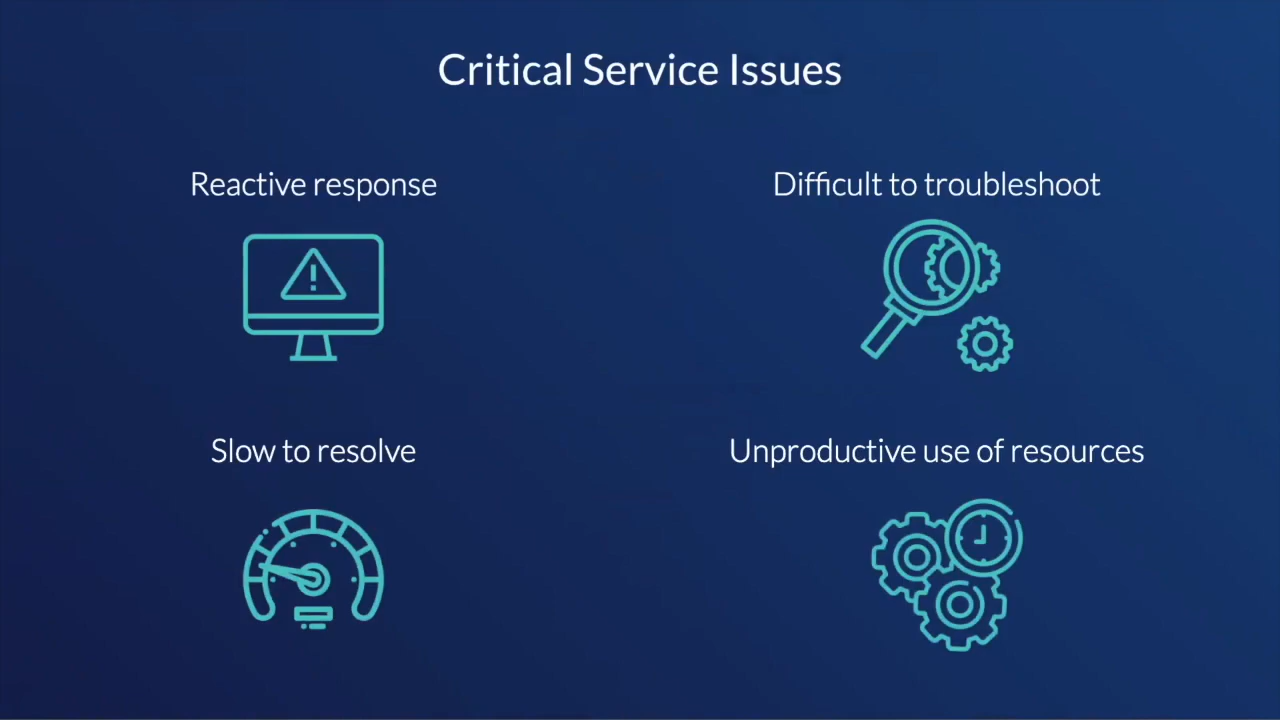 Critical Service Issues
Reactive response
Difficult to troubleshoot
Slow to resolve
Unproductive use of resources